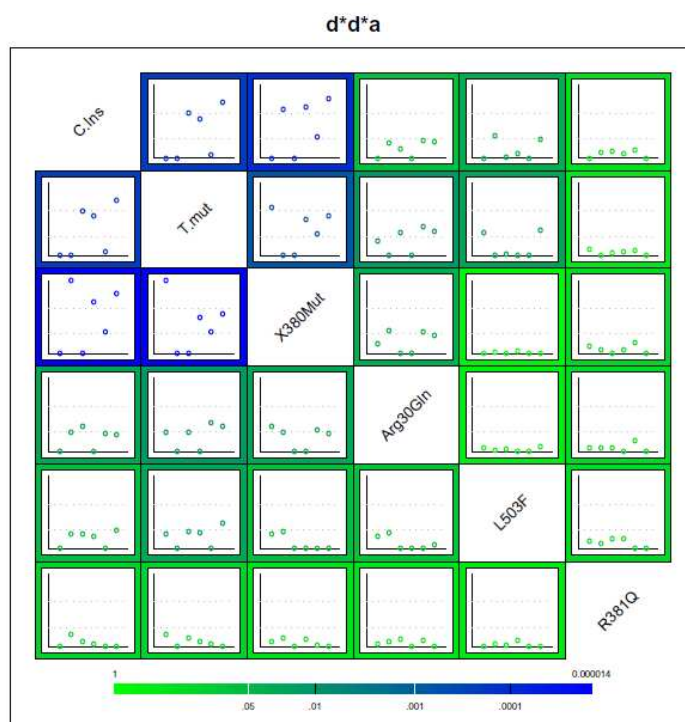 d*d*a
C.Ins
T.mut
X380Mut
Arg30Gln
L503F
R381Q
1 0.000014
.05 .01 .001 .0001